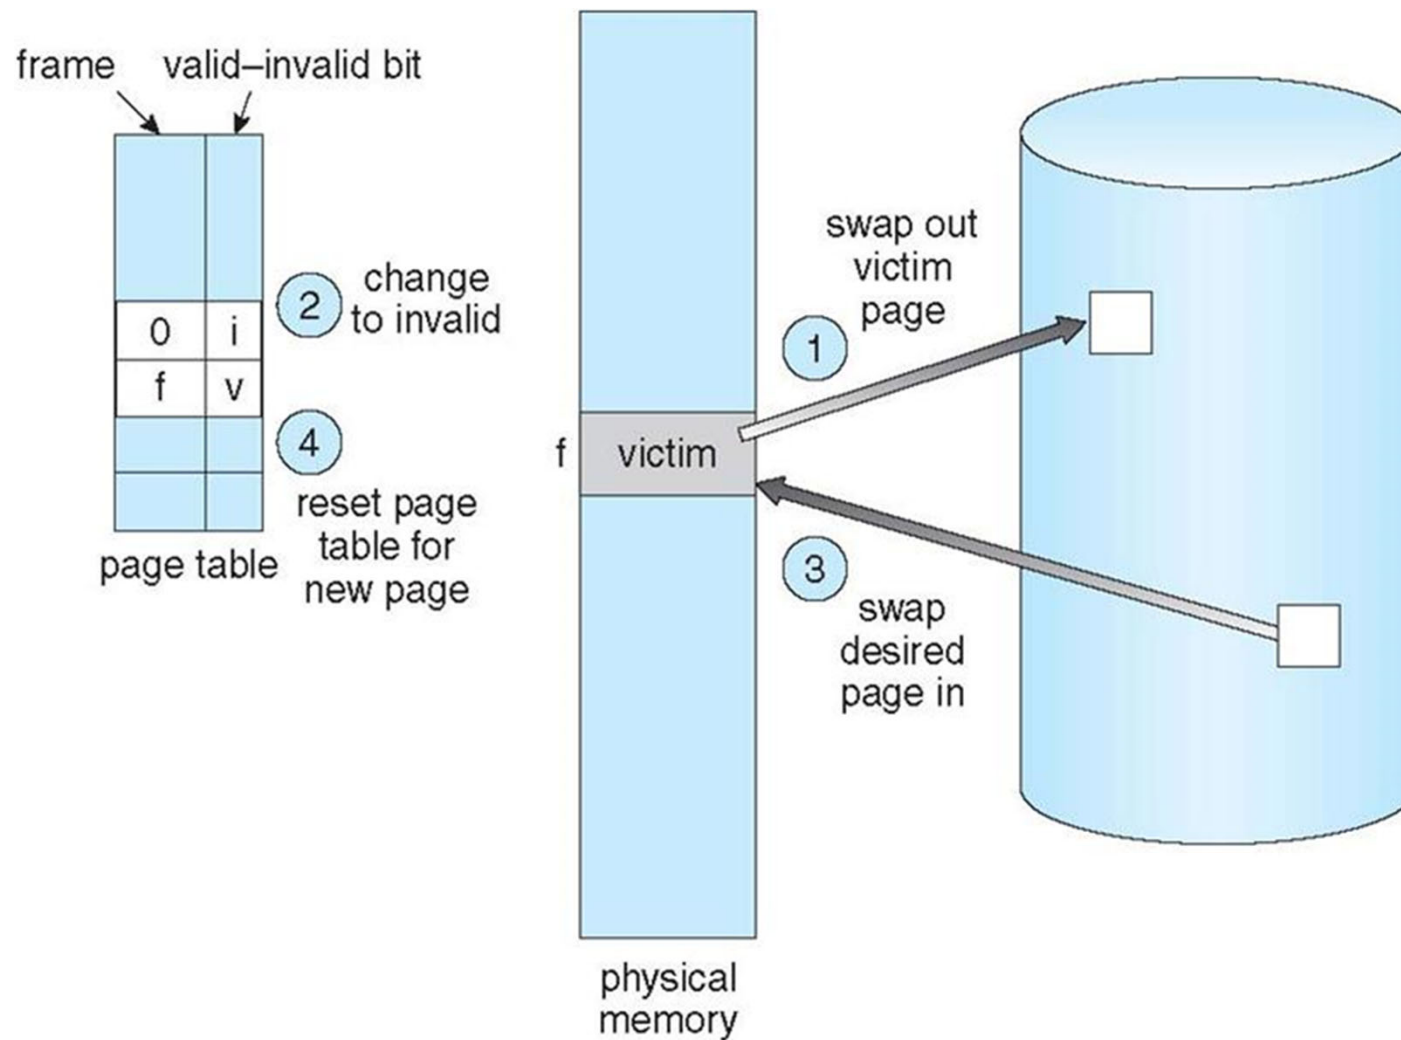 frame
valid–invalid bit
0
i
f
v
2
change
to invalid
4
reset page
table for
new page
page table
f
victim
1
swap out
victim
page
3
swap
desired
page in
physical
memory